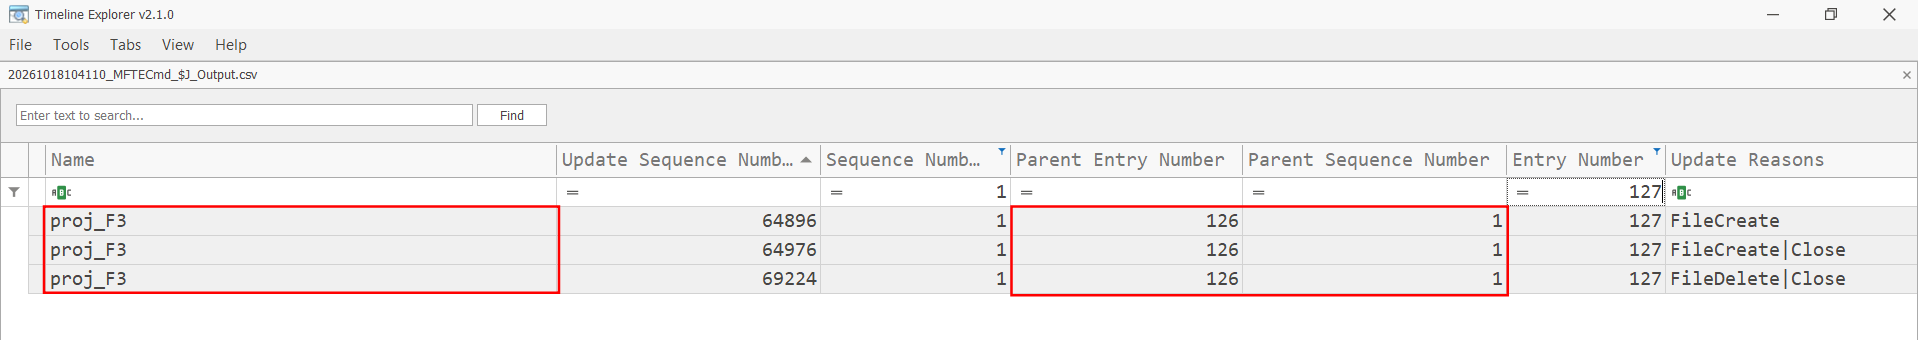 Timeline Explorer v2.1.0
File Tools Tabs View Help
20261018104110_MFTECmd_$J_Output.csv
Enter text to search... Find
Name Update Sequence Numb… Sequence Numb… Parent Entry Number Parent Sequence Number Entry Number Update Reasons
ABC = = 1 = = = 127 ABC
proj_F3 64896 1 126 1 127 FileCreate
proj_F3 64976 1 126 1 127 FileCreate|Close
proj_F3 69224 1 126 1 127 FileDelete|Close